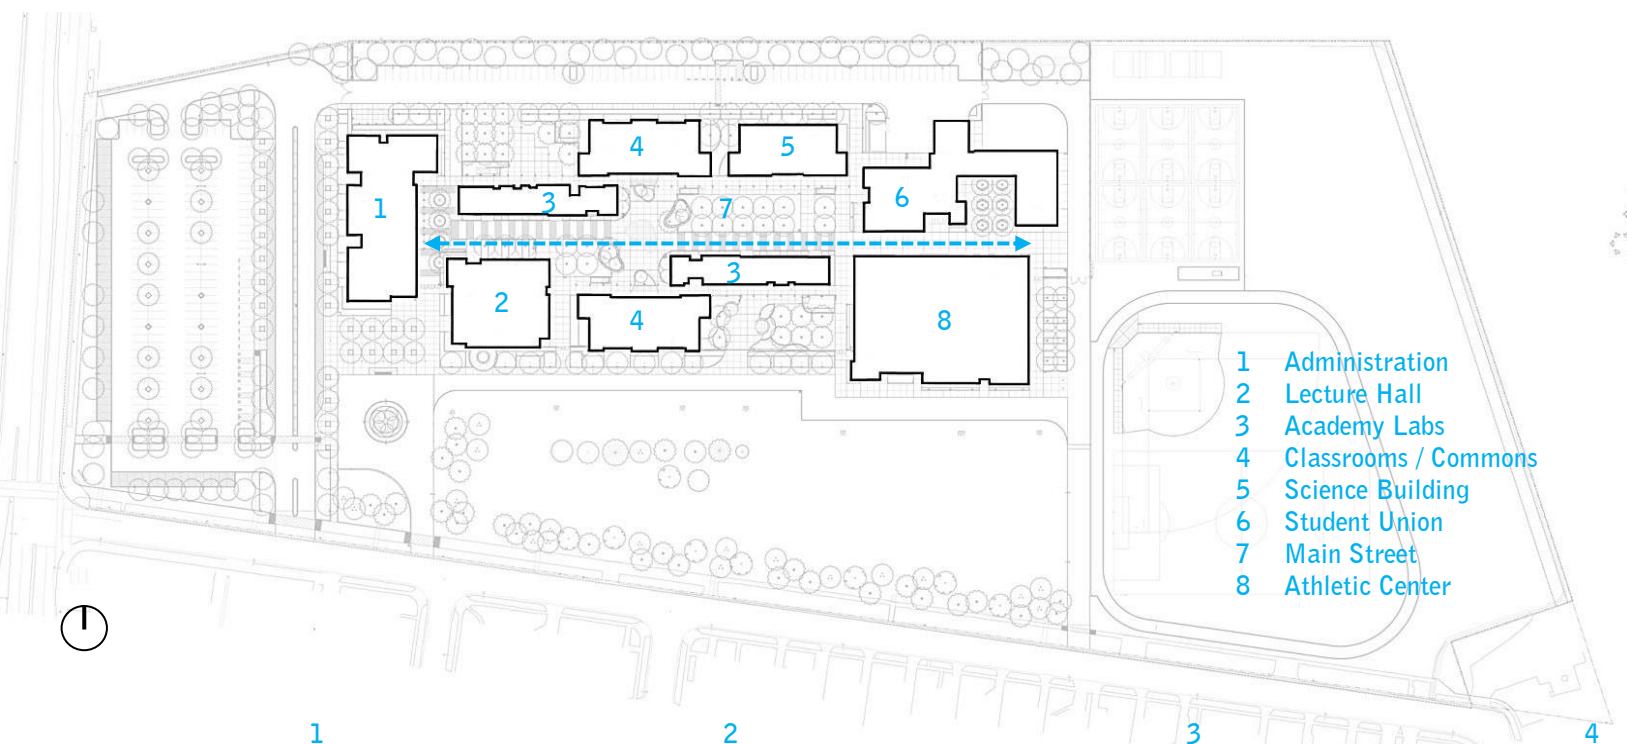 4
5
1
3
7
6
3
2
4
8
1 Administration
2 Lecture Hall
3 Academy Labs
4 Classrooms / Commons
5 Science Building
6 Student Union
7 Main Street
8 Athletic Center
1 2 3 4